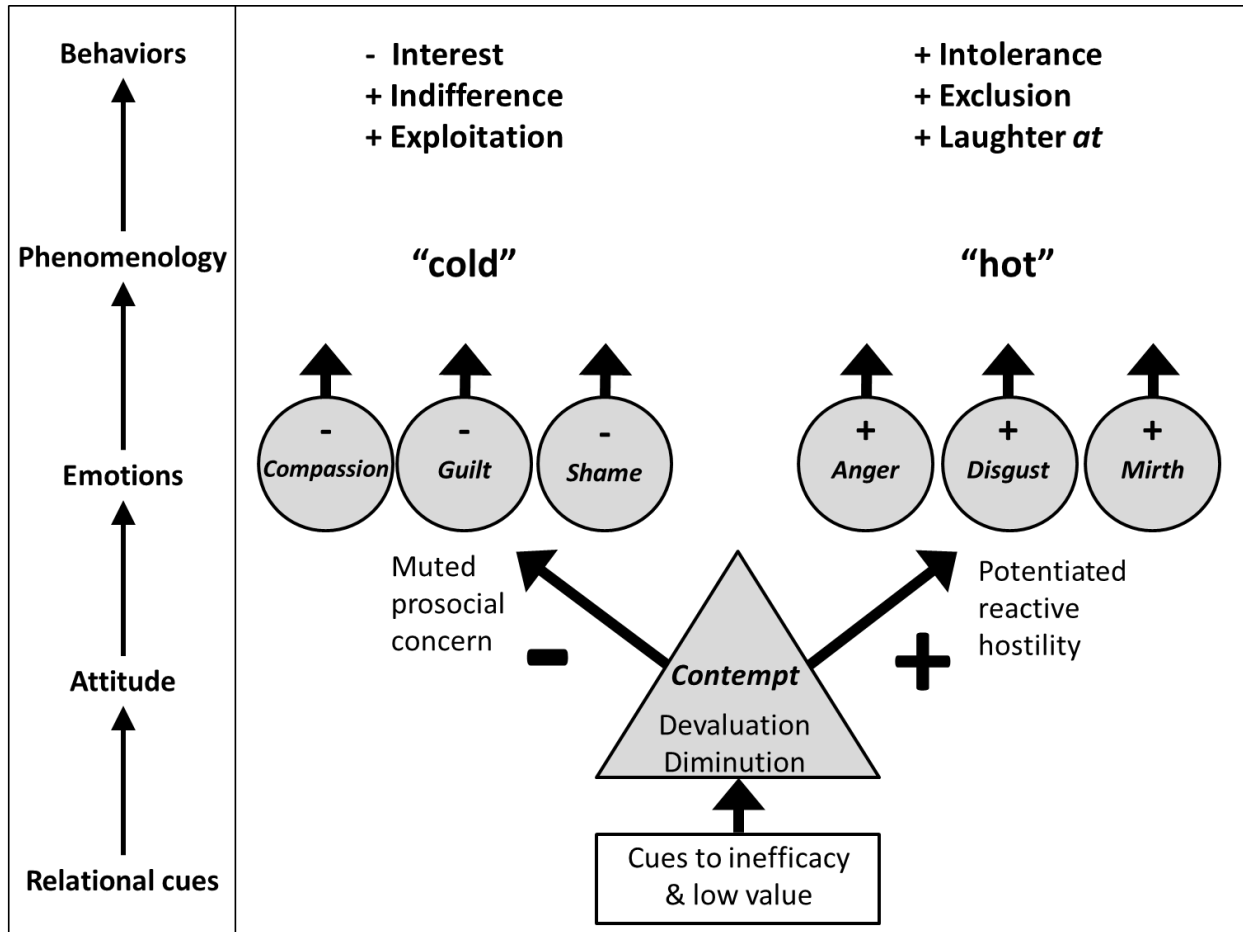 Behaviors
Phenomenology
Emotions
Attitude
Relational cues
- Interest
+ Indifference
+ Exploitation
+ Intolerance
+ Exclusion
+ Laughter at
“cold”
“hot”
-
Compassion
-
Guilt
-
Shame
+
Anger
+
Disgust
+
Mirth
Muted
prosocial
concern
-
Potentiated
reactive
hostility
+
Contempt
Devaluation
Diminution
Cues to inefficacy
& low value